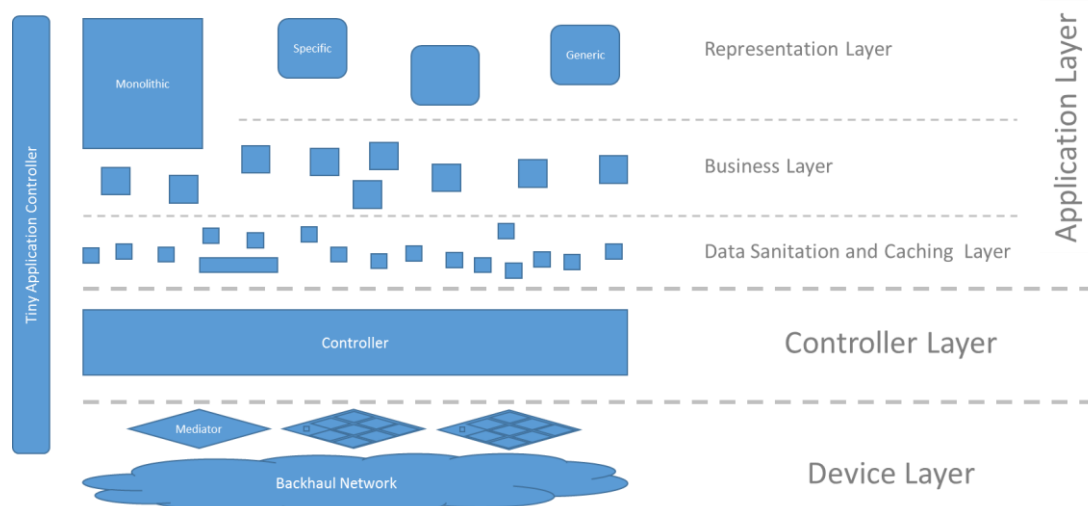 Tiny Application Controller
Monolithic
Specific
Generic
Representation Layer
Business Layer
Data Sanitation and Caching Layer
Application Layer
Controller
Controller Layer
Mediator
Backhaul Network
Device Layer